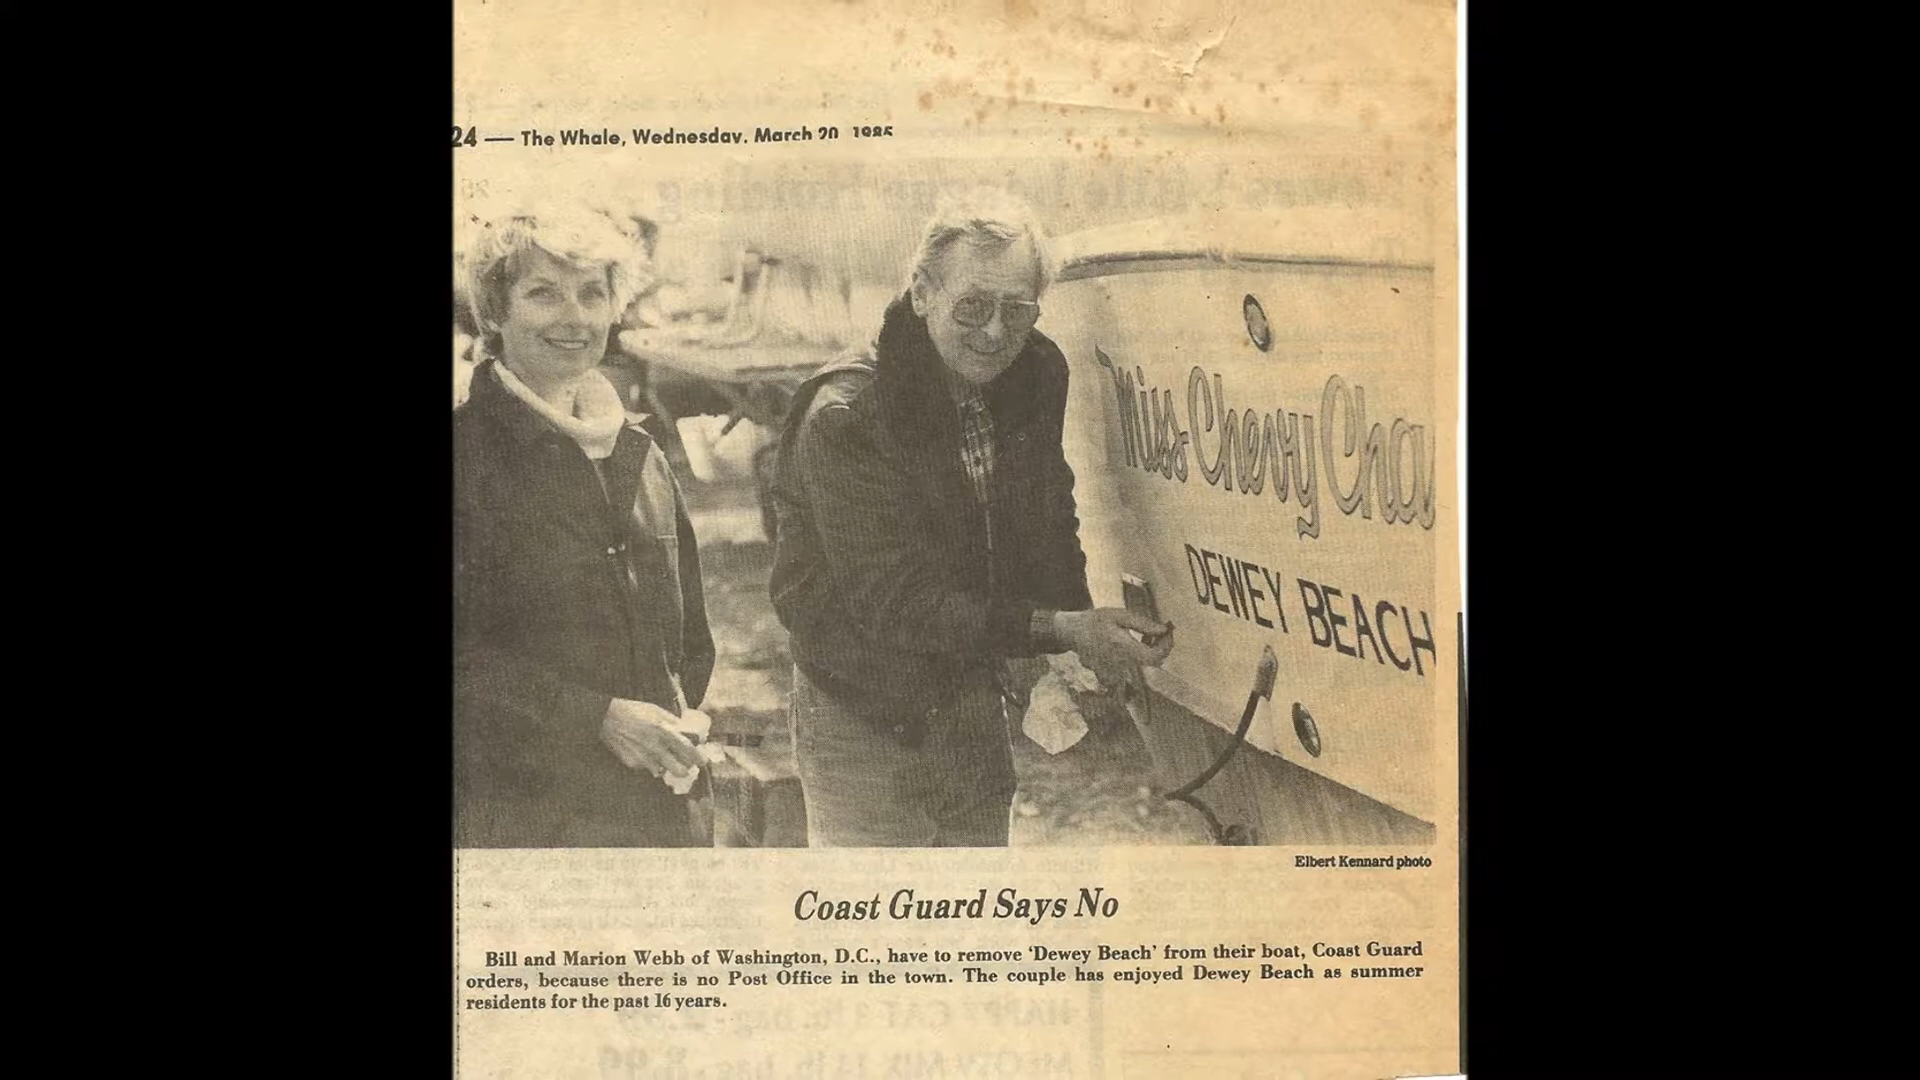 24 — The Whale, Wednesday, March 20, 1985
Miss Chevy Cha
DEWEY BEACH
Elbert Kennard photo
Coast Guard Says No
Bill and Marion Webb of Washington, D.C., have to remove ‘Dewey Beach’ from their boat, Coast Guard
orders, because there is no Post Office in the town. The couple has enjoyed Dewey Beach as summer
residents for the past 16 years.